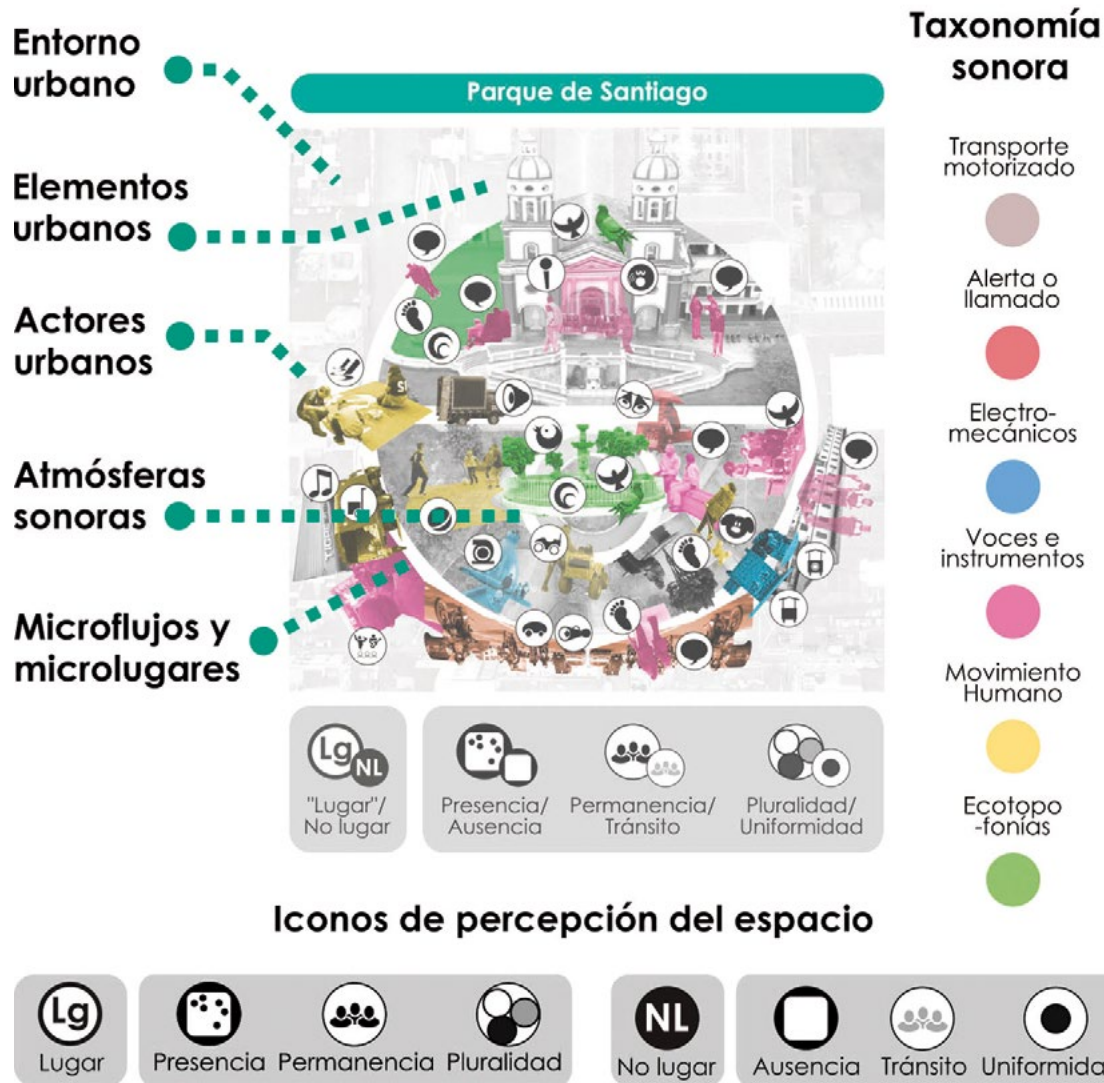 Entorno
urbano
Elementos
urbanos
Actores
urbanos
Atmósferas
sonoras
Microflujos y
microlugares
Parque de Santiago
Taxonomía
sonora
Transporte
motorizado
Alerta o
llamado
Electro-
mecánicos
Voces e
instrumentos
Movimiento
Humano
Ecotopo
-fonías
Lg
NL
"Lugar"/
No lugar
Presencia/
Ausencia
Permanencia/
Tránsito
Pluralidad/
Uniformidad
Iconos de percepción del espacio
Lg
Lugar
Presencia
Permanencia
Pluralidad
NL
No lugar
Ausencia
Tránsito
Uniformida